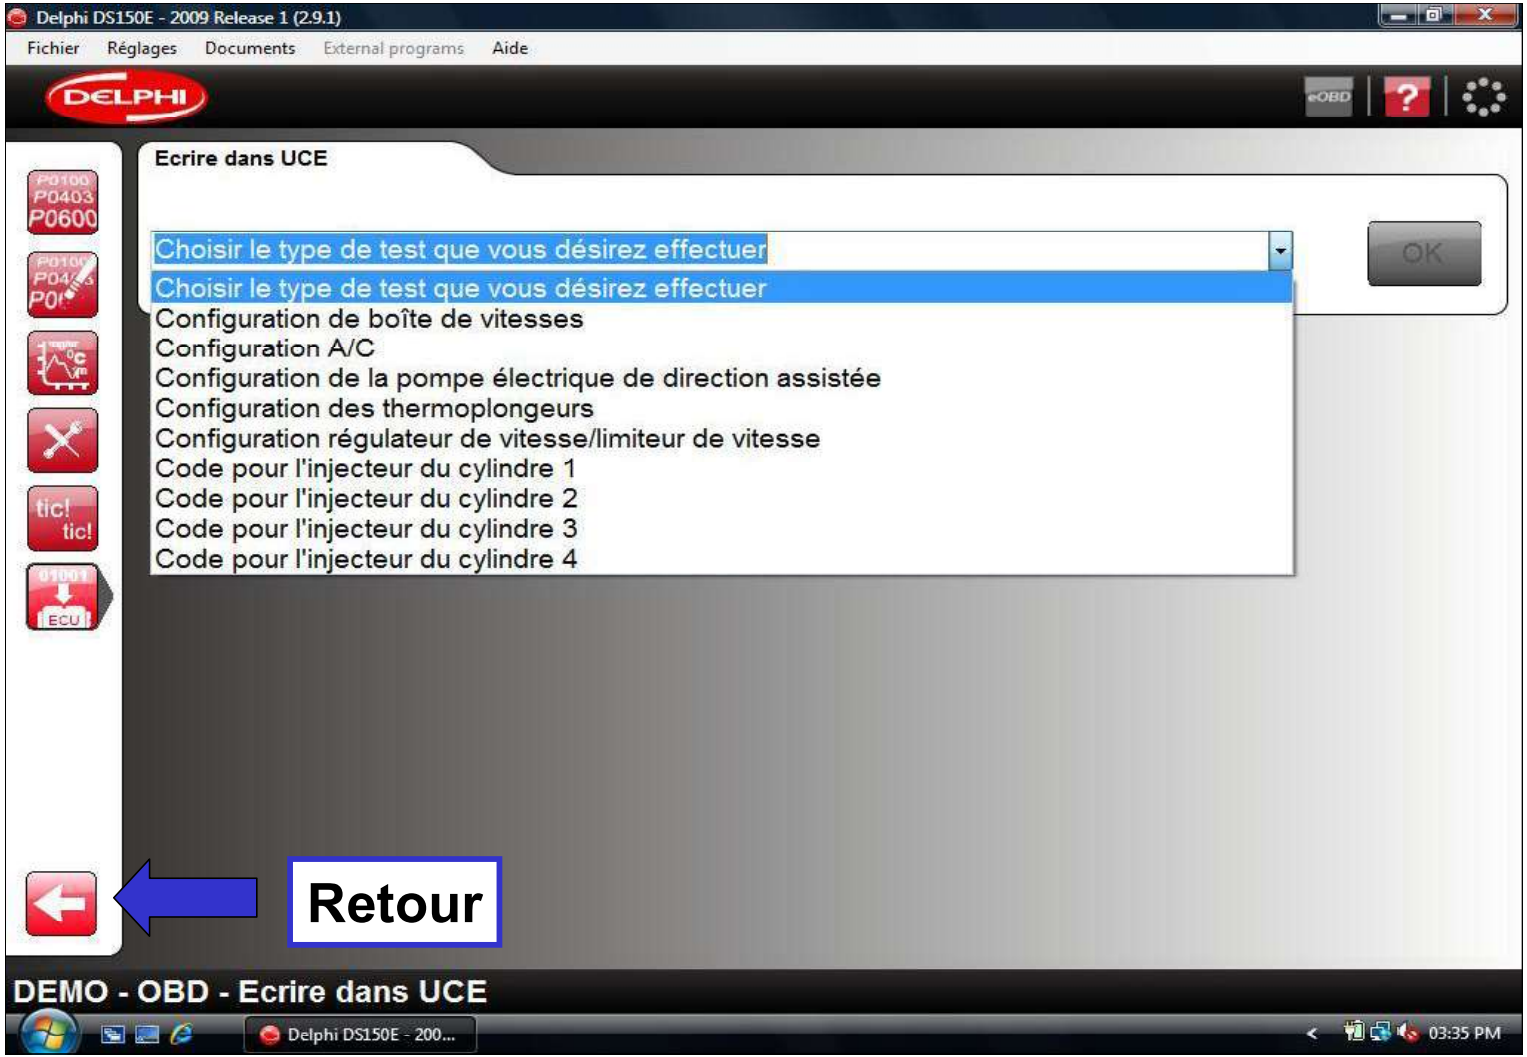 Delphi DS150E - 2009 Release 1 (2.9.1)
Fichier Réglages Documents External programs Aide
DELPHI
eOBD ?
Ecrire dans UCE
P0100
P0403
P0600
Choisir le type de test que vous désirez effectuer
OK
Choisir le type de test que vous désirez effectuer
Configuration de boîte de vitesses
Configuration A/C
Configuration de la pompe électrique de direction assistée
Configuration des thermoplongeurs
Configuration régulateur de vitesse/limiteur de vitesse
Code pour l'injecteur du cylindre 1
Code pour l'injecteur du cylindre 2
Code pour l'injecteur du cylindre 3
Code pour l'injecteur du cylindre 4
P0100
°C
tic!
tic!
01001
ECU
Retour
DEMO - OBD - Ecrire dans UCE
Delphi DS150E - 200...
03:35 PM